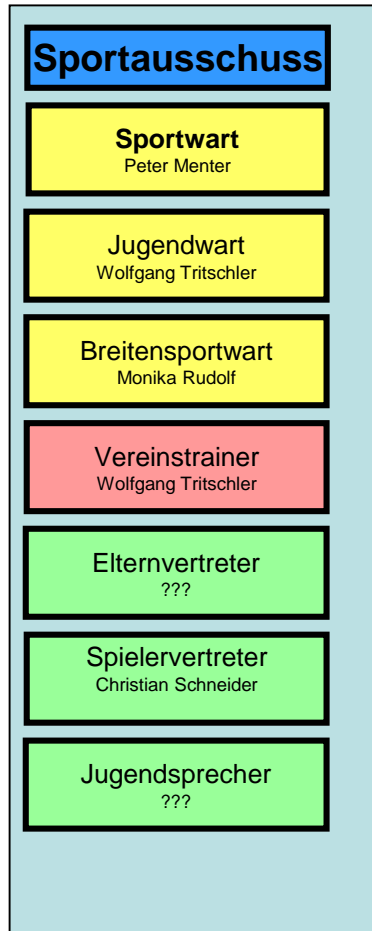 Sportausschuss
Sportwart
Peter Menter
Jugendwart
Wolfgang Tritschler
Breitensportwart
Monika Rudolf
Vereinstrainer
Wolfgang Tritschler
Elternvertreter
???
Spielervertreter
Christian Schneider
Jugendsprecher
???